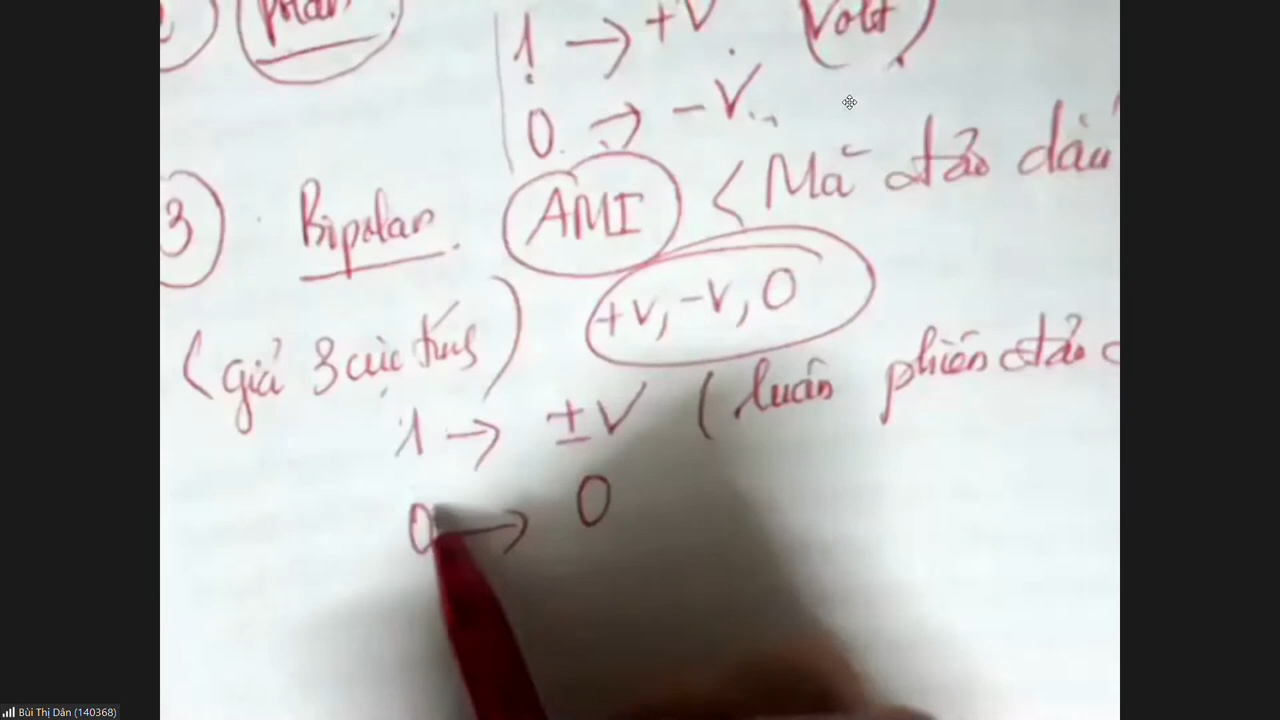 Polar
1 → +V (Volt)
0 → -V
3 Bipolar AMI (Mã đảo dấu
(giả 3 cực tính) +V, -V, 0
1 → ±V (luân phiên đảo
0 → 0
Bùi Thị Dân (140368)